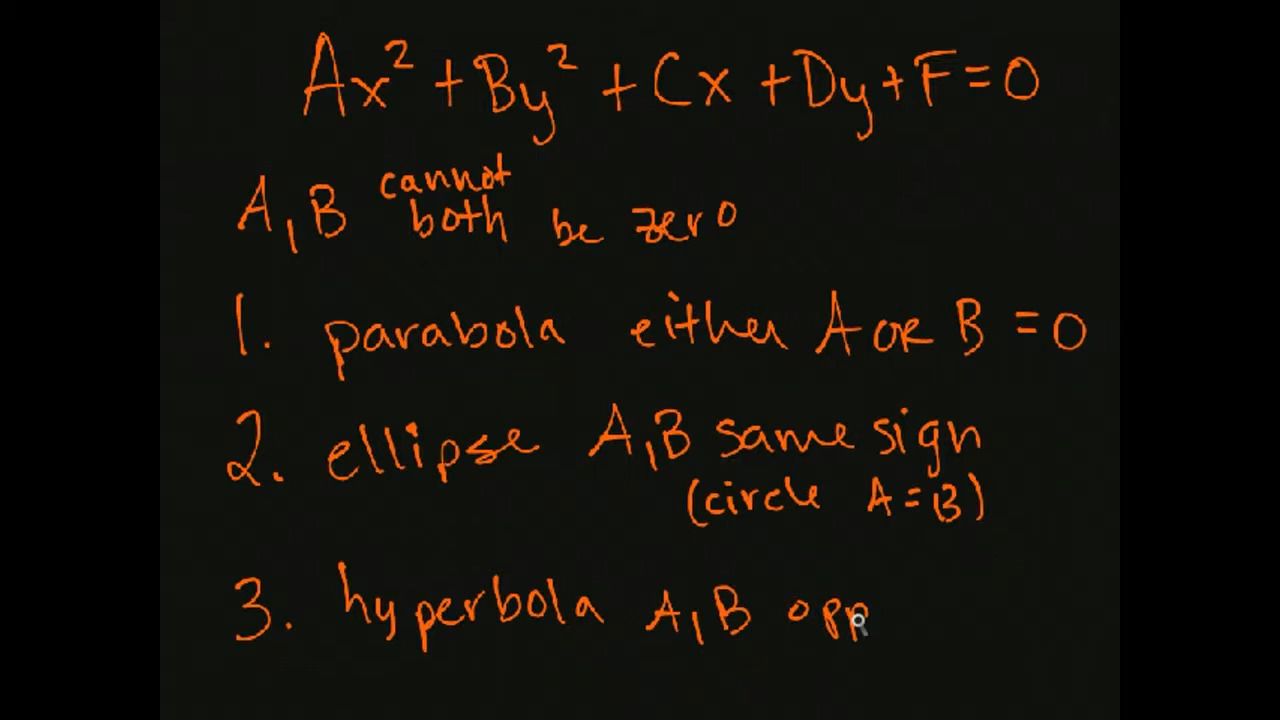 Ax² + By² + Cx + Dy + F = 0
A, B cannot both be zero
1. parabola either A OR B = 0
2. ellipse A, B same sign
(circle A = B)
3. hyperbola A, B opp